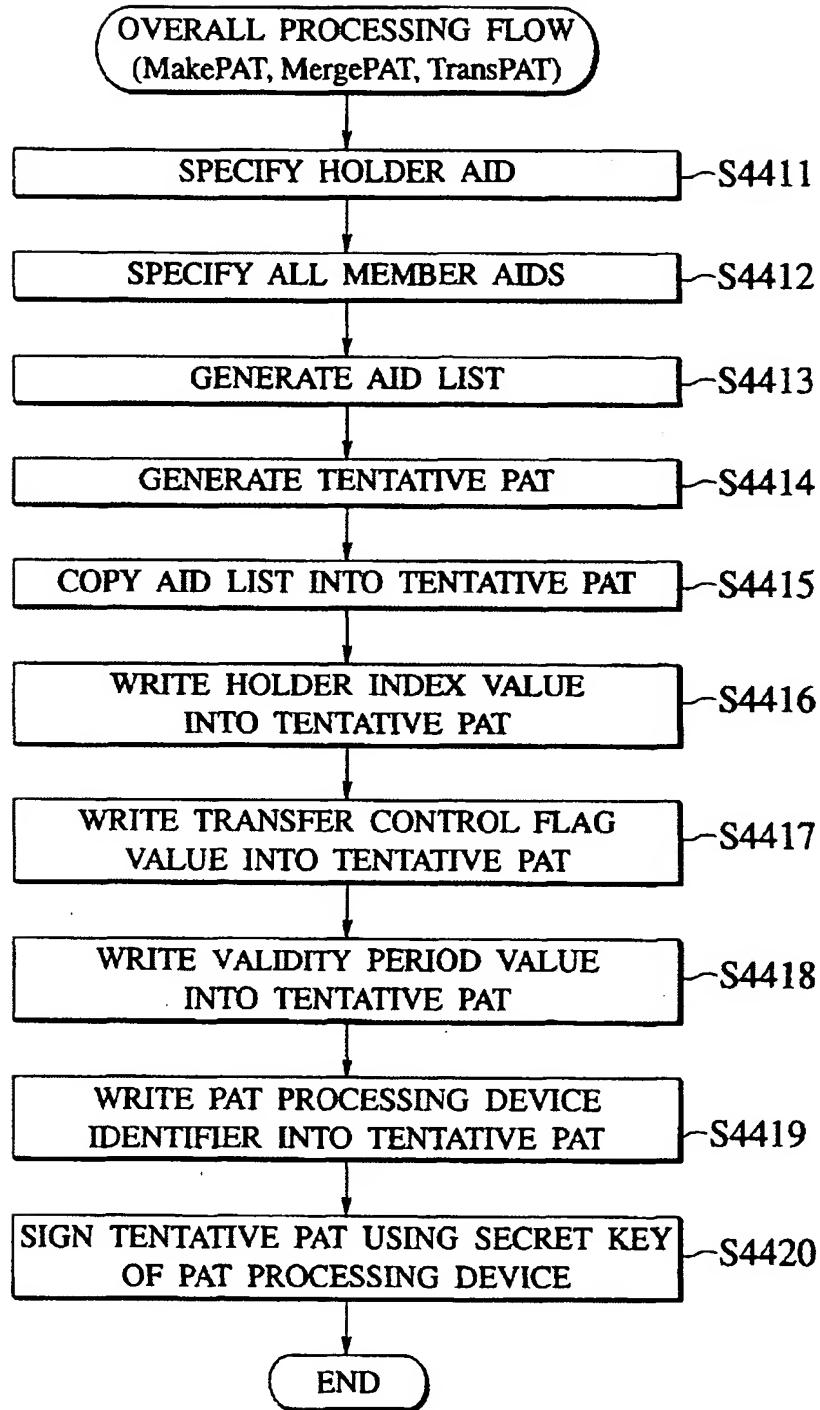 OVERALL PROCESSING FLOW
(MakePAT, MergePAT, TransPAT)
SPECIFY HOLDER AID
S4411
SPECIFY ALL MEMBER AIDS
S4412
GENERATE AID LIST
S4413
GENERATE TENTATIVE PAT
S4414
COPY AID LIST INTO TENTATIVE PAT
S4415
WRITE HOLDER INDEX VALUE
INTO TENTATIVE PAT
S4416
WRITE TRANSFER CONTROL FLAG
VALUE INTO TENTATIVE PAT
S4417
WRITE VALIDITY PERIOD VALUE
INTO TENTATIVE PAT
S4418
WRITE PAT PROCESSING DEVICE
IDENTIFIER INTO TENTATIVE PAT
S4419
SIGN TENTATIVE PAT USING SECRET KEY
OF PAT PROCESSING DEVICE
S4420
END